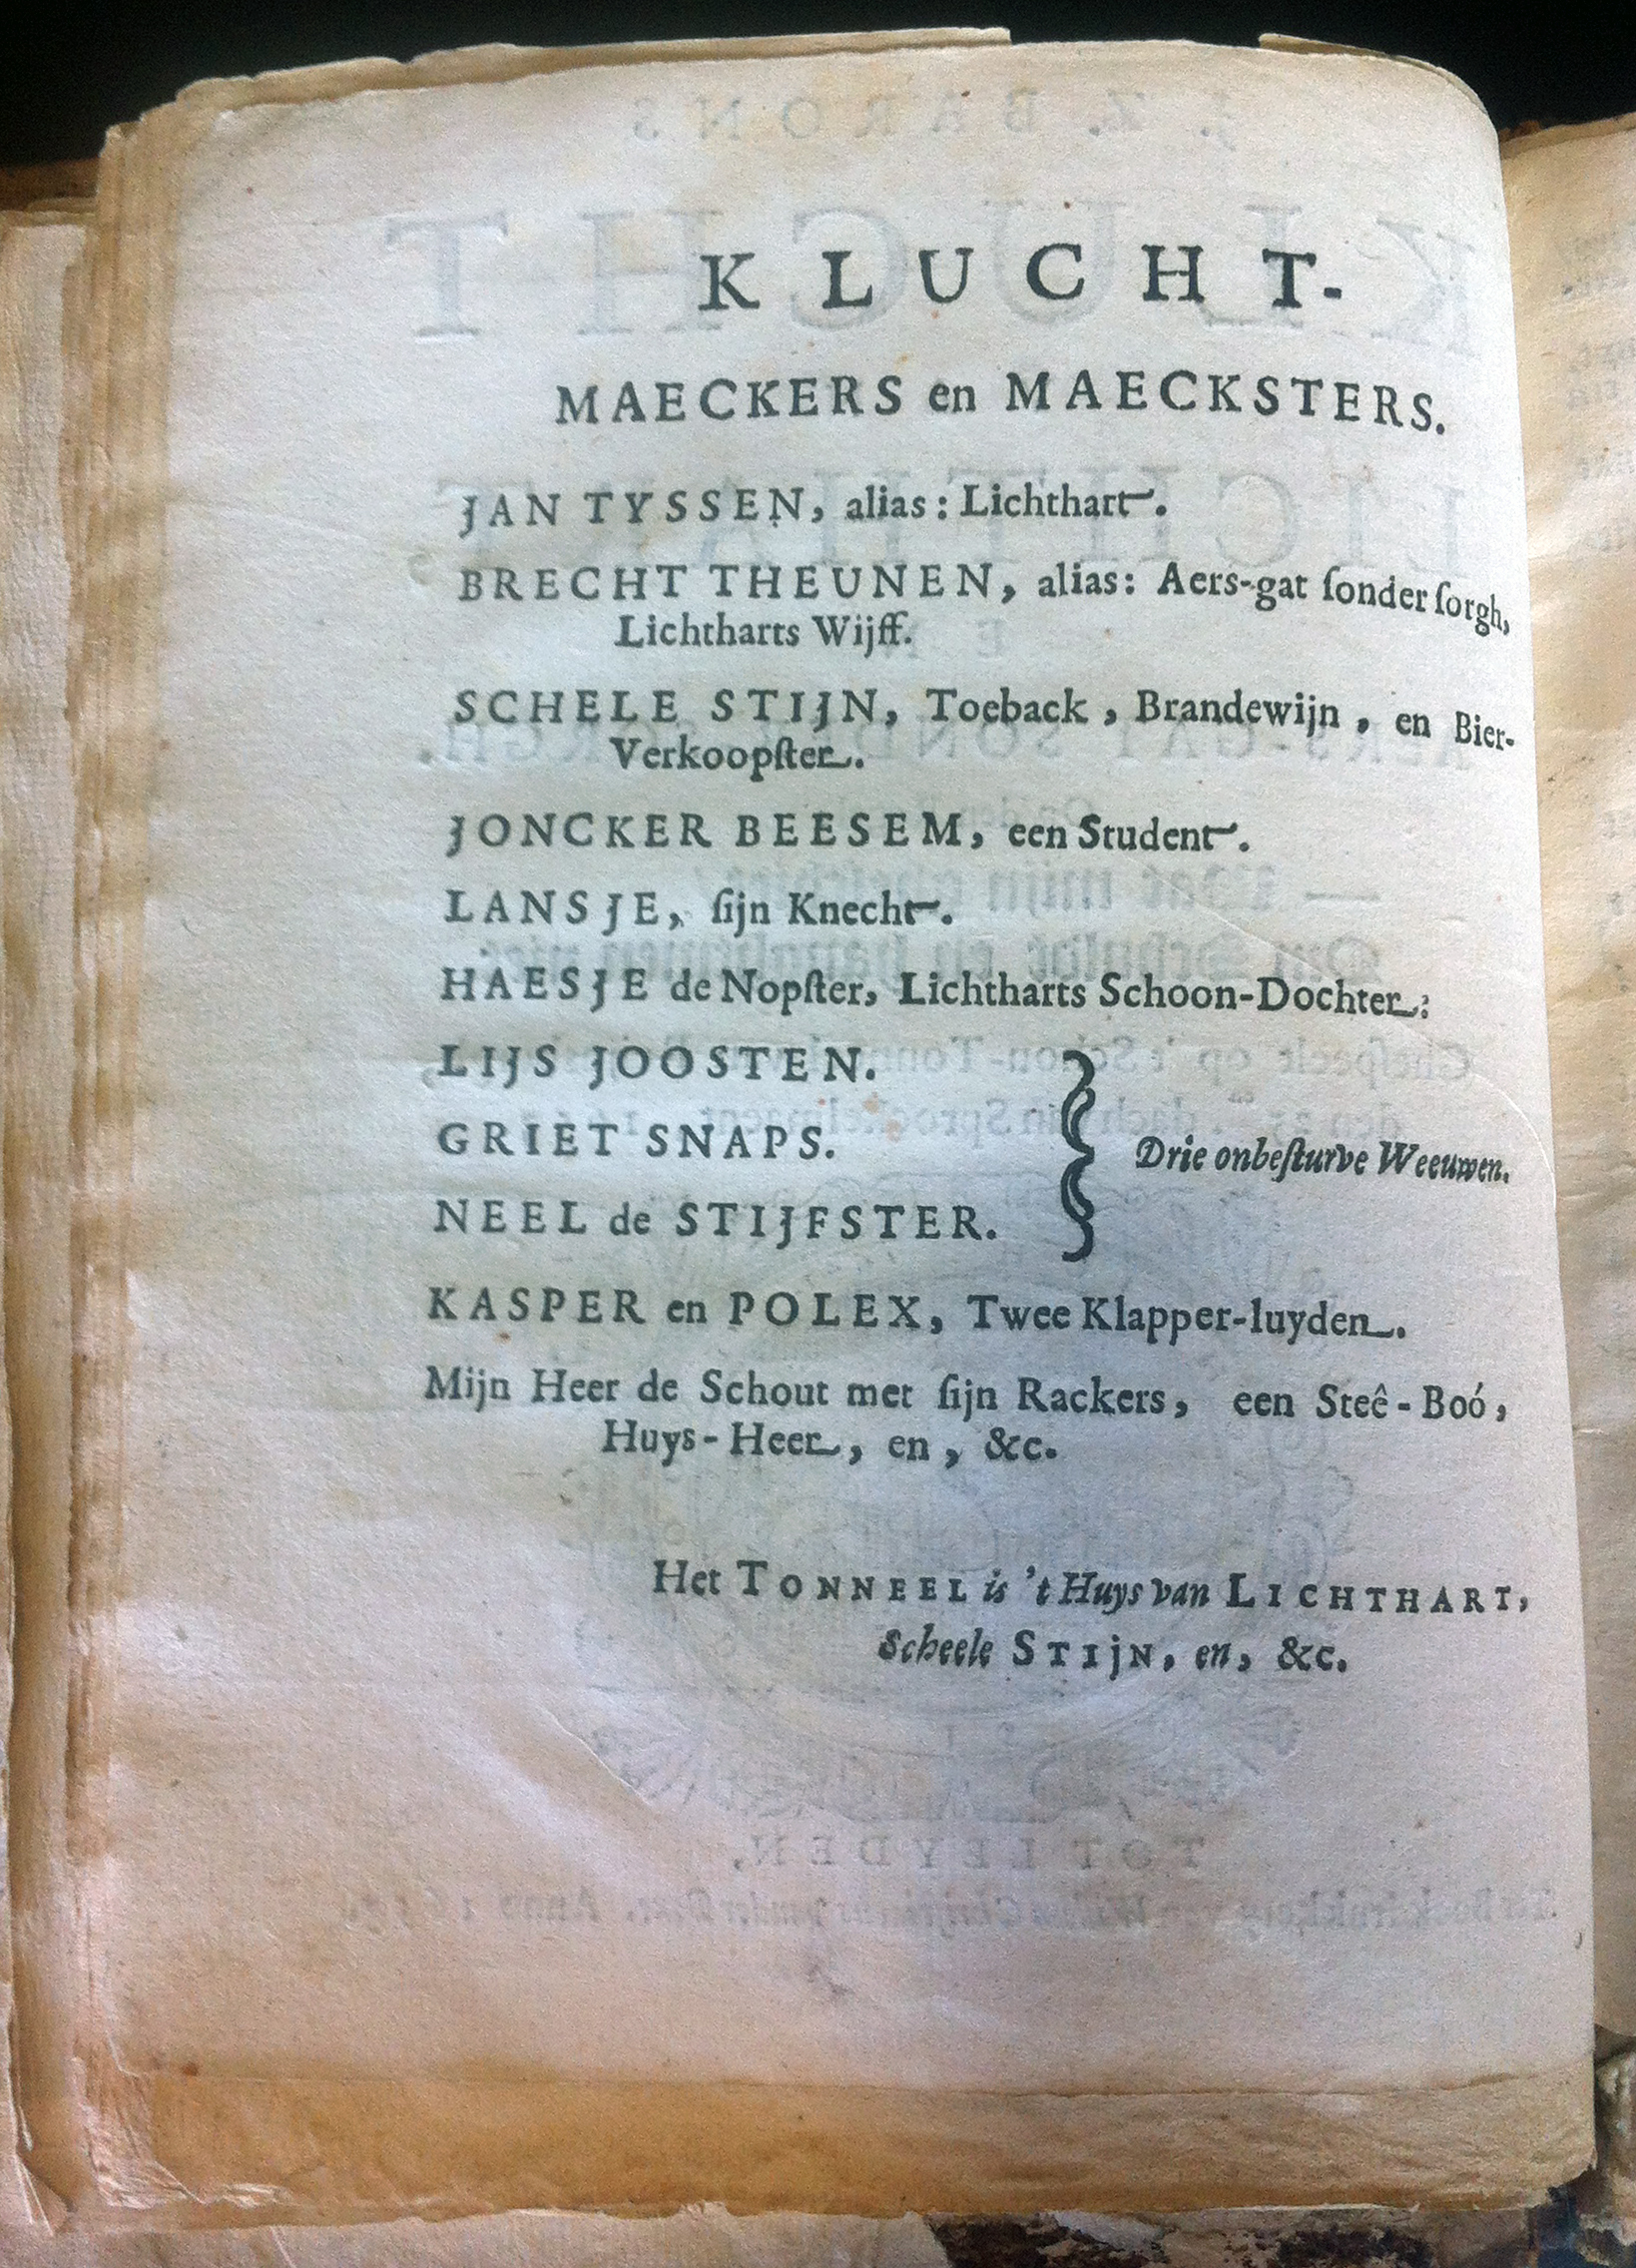 KLUCHT-
MAECKERS en MAECKSTERS.
JAN TYSSEN, alias: Lichthart.
BRECHT THEUNEN, alias: Aers-gat ſonder ſorgh,
Lichtharts Wijff.
SCHELE STIJN, Toeback, Brandewijn, en Bier-
Verkoopſter.
JONCKER BEESEM, een Student.
LANSJE, ſijn Knecht.
HAESJE de Nopſter, Lichtharts Schoon-Dochter:
LIJS JOOSTEN.
GRIET SNAPS.
Drie onbeſturve Weeuwen.
NEEL de STIJFSTER.
KASPER en POLEX, Twee Klapper-luyden.
Mijn Heer de Schout met ſijn Rackers, een Steê-Boó,
Huys-Heer, en, &c.
Het TONNEEL is 't Huys van LICHTHART,
Scheele STIJN, en, &c.